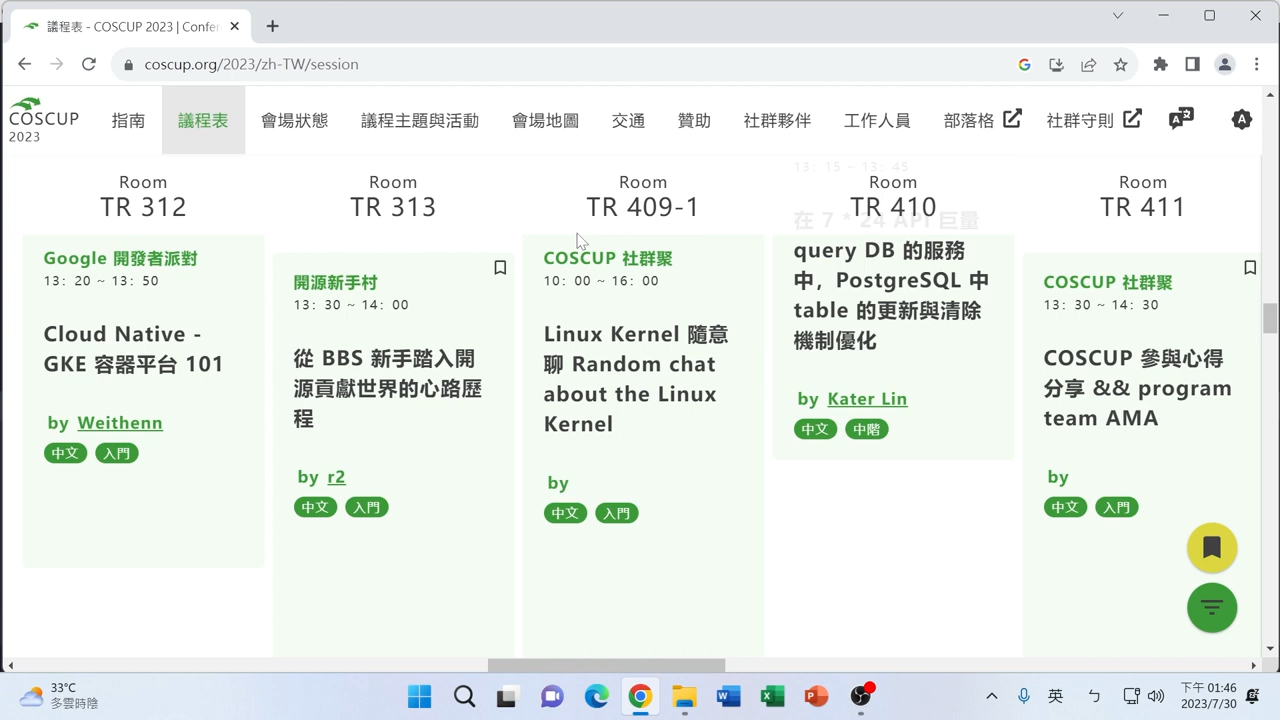 議程表 - COSCUP 2023 | Confer
coscup.org/2023/zh-TW/session
COSCUP
2023
指南
議程表
會場狀態
議程主題與活動
會場地圖
交通
贊助
社群夥伴
工作人員
部落格
社群守則
Room
TR 312
Google 開發者派對
13: 20 ~ 13: 50
Cloud Native -
GKE 容器平台 101
by Weithenn
中文 入門
Room
TR 313
開源新手村
13: 30 ~ 14: 00
從 BBS 新手踏入開
源貢獻世界的心路歷
程
by r2
中文 入門
Room
TR 409-1
COSCUP 社群聚
10: 00 ~ 16: 00
Linux Kernel 隨意
聊 Random chat
about the Linux
Kernel
by
中文 入門
13: 15 ~ 13: 45
Room
TR 410
在 7 * 24 API 巨量
query DB 的服務
中，PostgreSQL 中
table 的更新與清除
機制優化
by Kater Lin
中文 中階
Room
TR 411
COSCUP 社群聚
13: 30 ~ 14: 30
COSCUP 參與心得
分享 && program
team AMA
by
中文 入門
33°C
多雲時陰
英
ㄣ
下午 01:46
2023/7/30